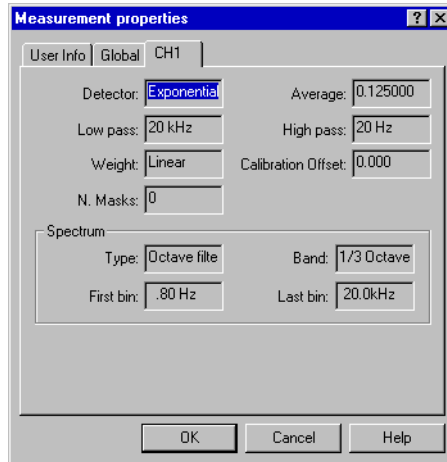 Measurement properties
User Info Global CH1
Detector: Exponential Average: 0.125000
Low pass: 20 kHz High pass: 20 Hz
Weight: Linear Calibration Offset: 0.000
N. Masks: 0
Spectrum
Type: Octave filte Band: 1/3 Octave
First bin: .80 Hz Last bin: 20.0kHz
OK Cancel Help